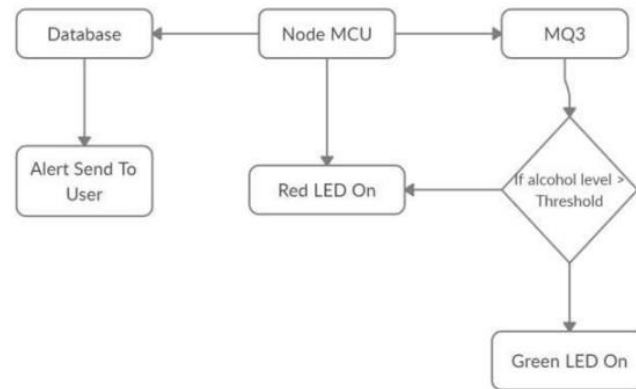 Database
Node MCU
MQ3
Alert Send To
User
Red LED On
If alcohol level >
Threshold
Green LED On